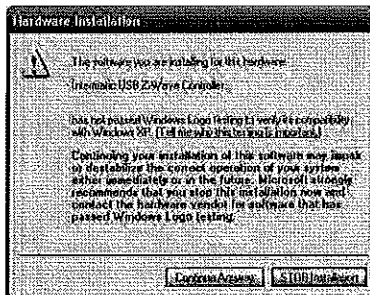 Hardware Installation
The software you are installing for this hardware:
Intermatic USB Z-Wave Controller
has not passed Windows Logo testing to verify its compatibility
with Windows XP. (Tell me why this testing is important.)
Continuing your installation of this software may impair
or destabilize the correct operation of your system
either immediately or in the future. Microsoft strongly
recommends that you stop this installation now and
contact the hardware vendor for software that has
passed Windows Logo testing.
Continue Anyway
STOP Installation